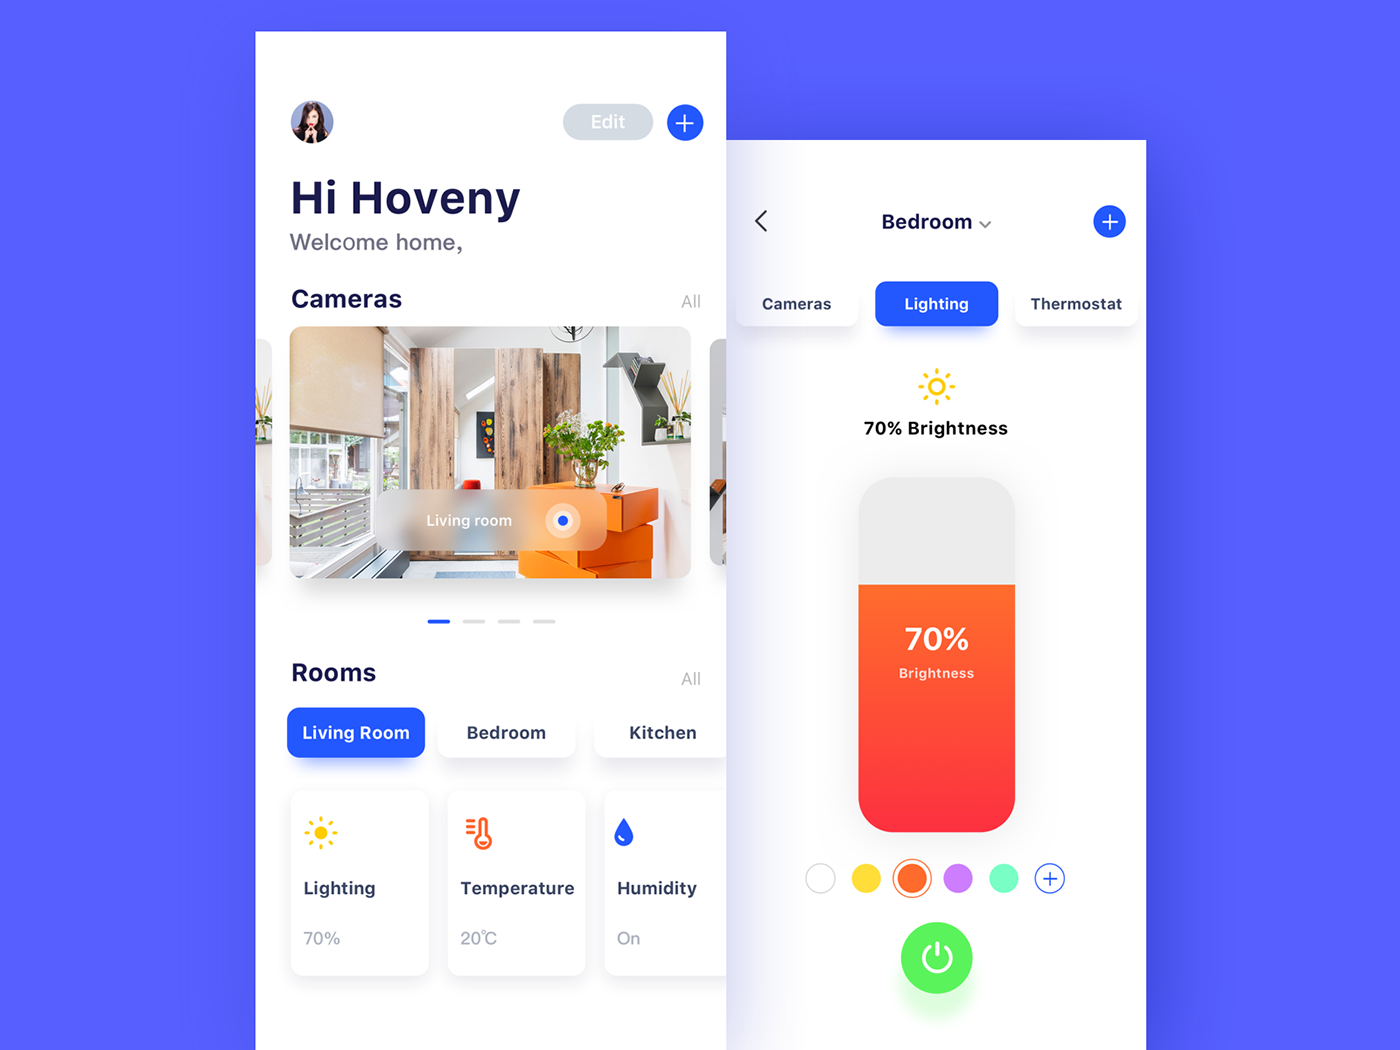 Edit
Hi Hoveny
Welcome home,
Cameras
All
Living room
Rooms
All
Living Room
Bedroom
Kitchen
Lighting
70%
Temperature
20℃
Humidity
On
Bedroom
Cameras
Lighting
Thermostat
70% Brightness
70%
Brightness